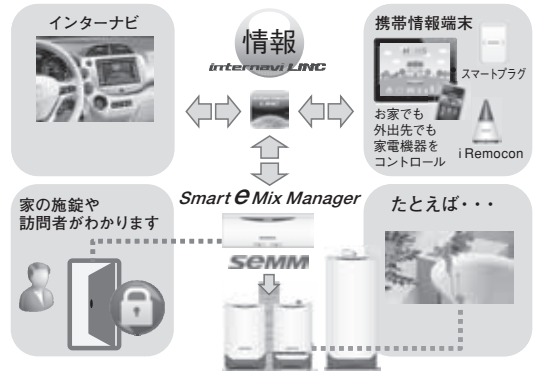 インターナビ
情報
internavi LINC
携帯情報端末
スマートプラグ
お家でも
外出先でも
家電機器を
コントロール
i Remocon
LINC
家の施錠や
訪問者がわかります
Smart e Mix Manager
semm
たとえば・・・